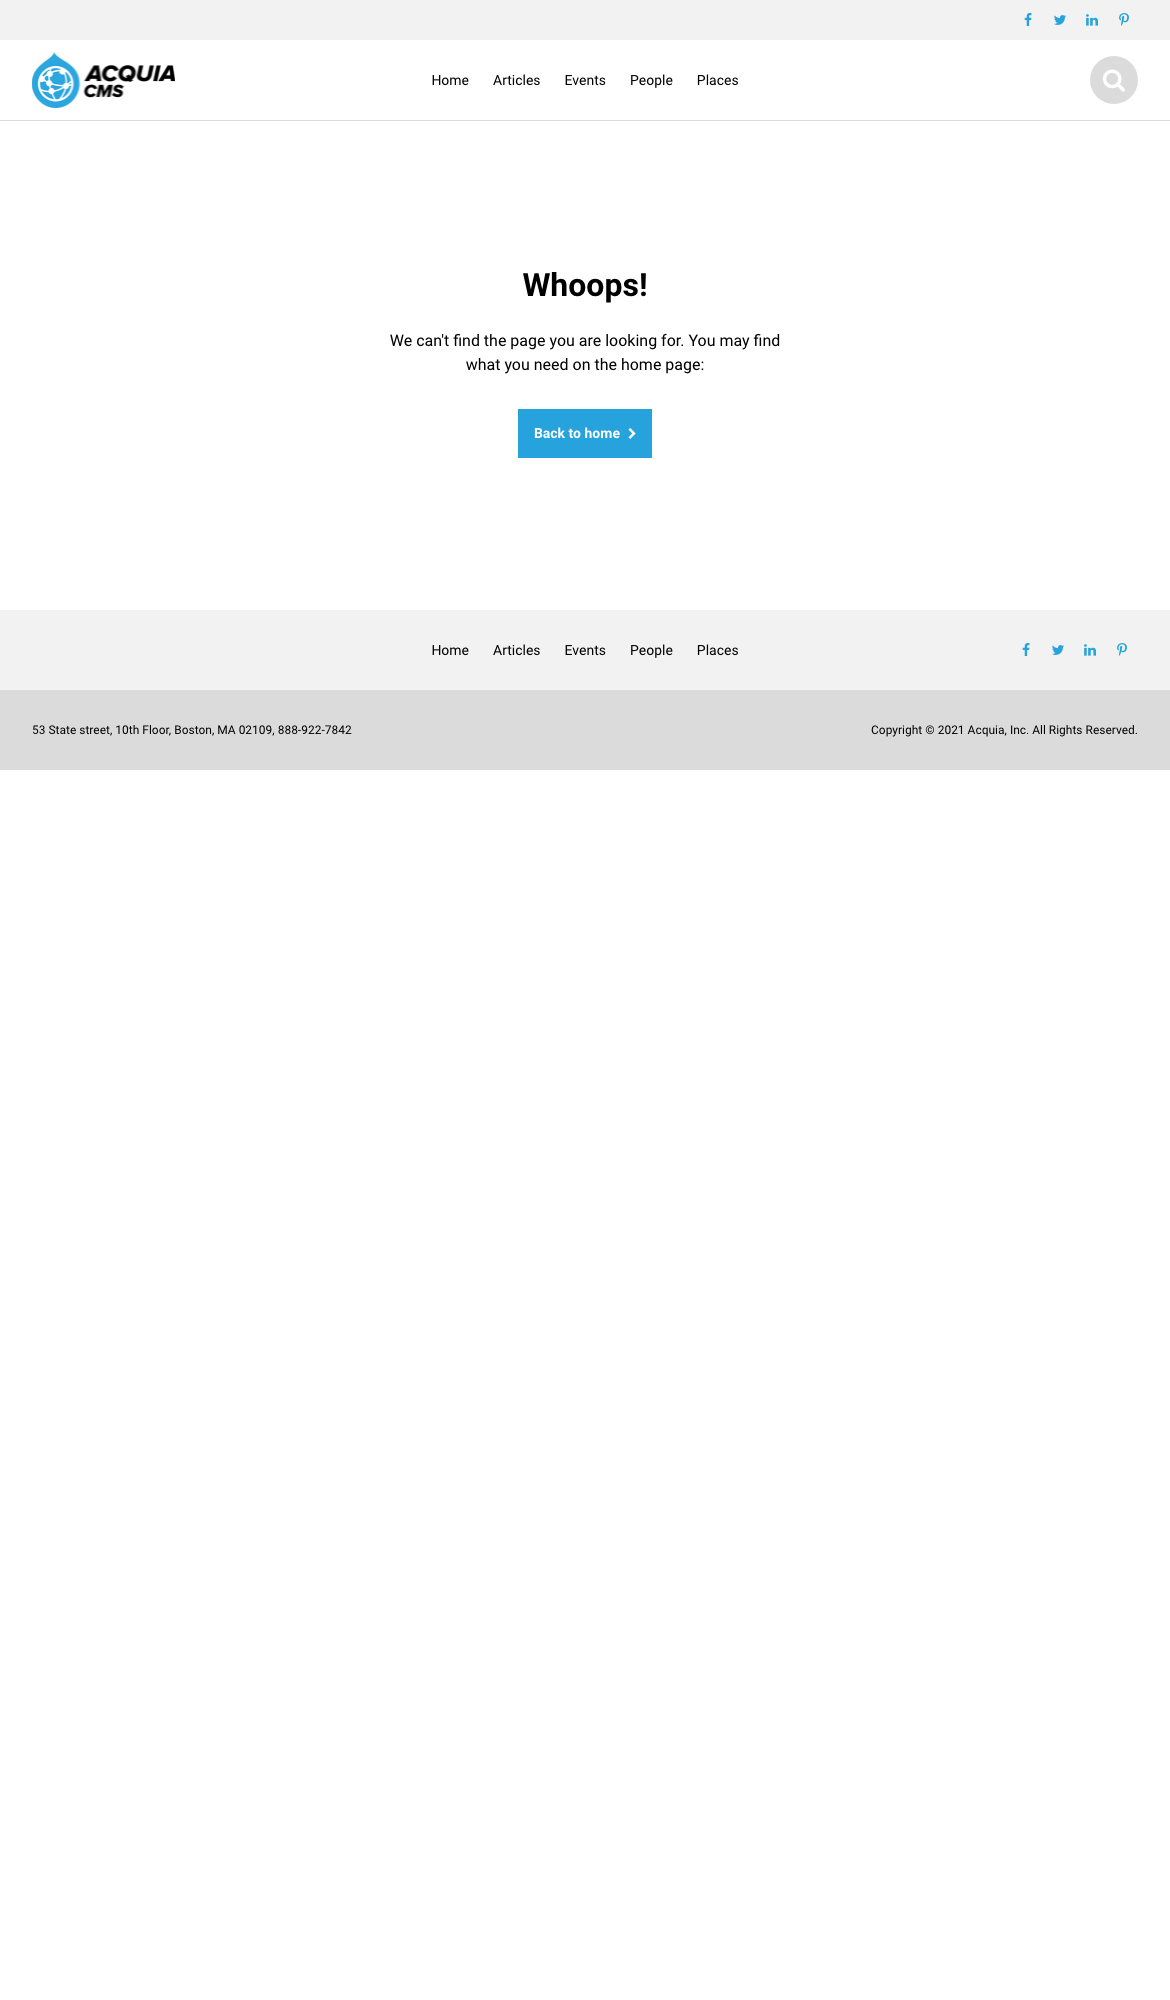 ACQUIA
CMS
Home Articles Events People Places
Whoops!
We can't find the page you are looking for. You may find
what you need on the home page:
Back to home
Home Articles Events People Places
53 State street, 10th Floor, Boston, MA 02109, 888-922-7842
Copyright © 2021 Acquia, Inc. All Rights Reserved.